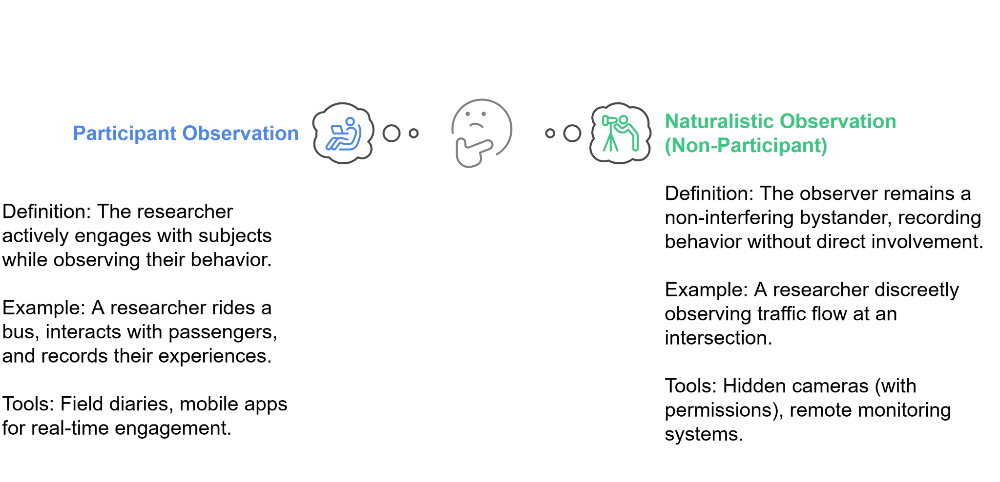 Participant Observation
Definition: The researcher
actively engages with subjects
while observing their behavior.
Example: A researcher rides a
bus, interacts with passengers,
and records their experiences.
Tools: Field diaries, mobile apps
for real-time engagement.
Naturalistic Observation
(Non-Participant)
Definition: The observer remains a
non-interfering bystander, recording
behavior without direct involvement.
Example: A researcher discreetly
observing traffic flow at an
intersection.
Tools: Hidden cameras (with
permissions), remote monitoring
systems.